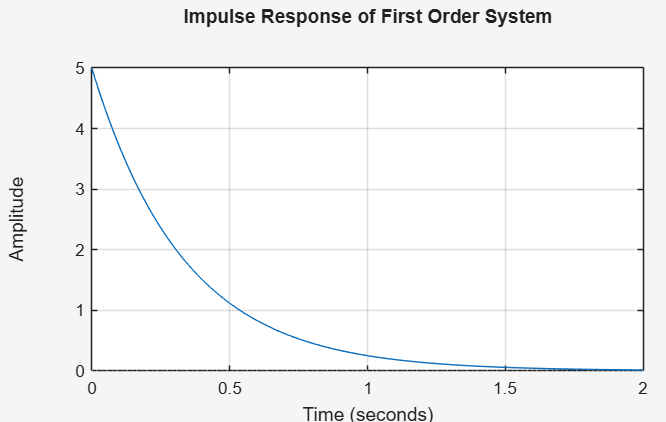 Impulse Response of First Order System
5
4
3
2
1
0
Amplitude
0 0.5 1 1.5 2
Time (seconds)